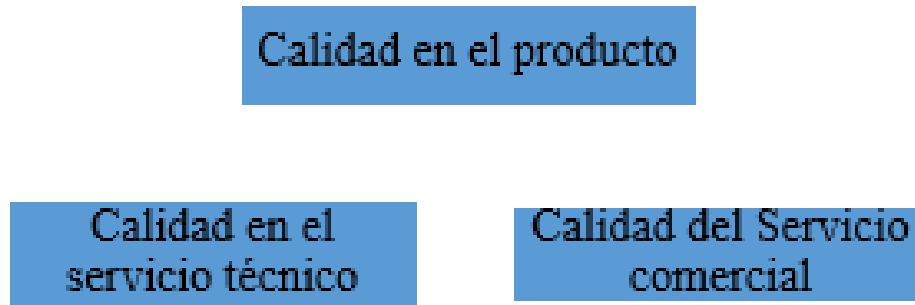 Calidad en el producto
Calidad en el
servicio técnico
Calidad del Servicio
comercial